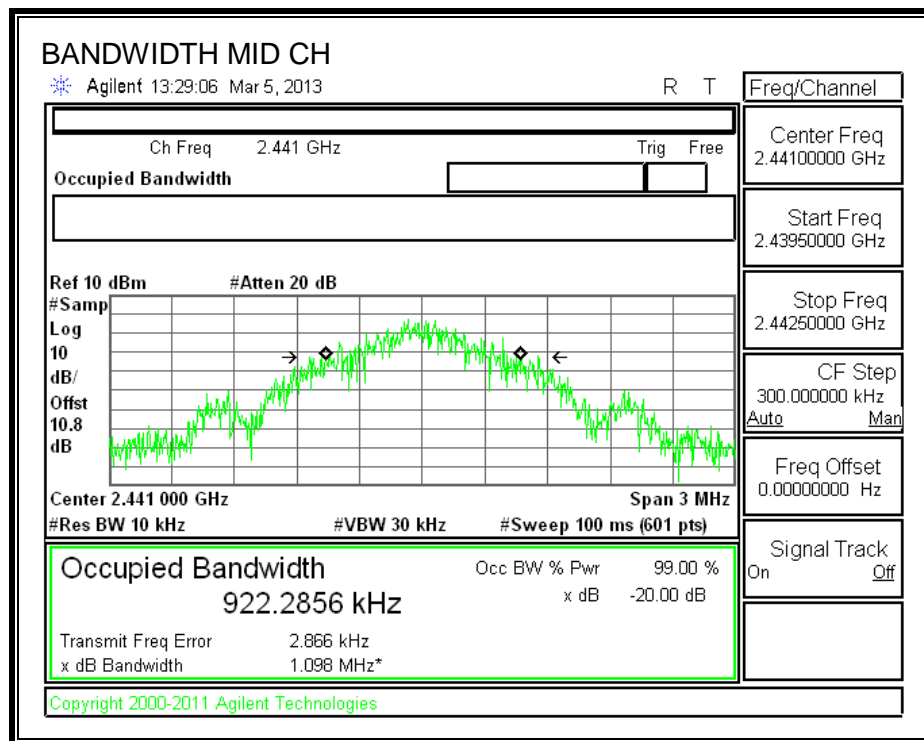 BANDWIDTH MID CH
Agilent 13:29:06 Mar 5, 2013 R T
Freq/Channel
Ch Freq 2.441 GHz Trig Free
Occupied Bandwidth
Center Freq
2.44100000 GHz
Start Freq
2.43950000 GHz
Stop Freq
2.44250000 GHz
CF Step
300.000000 kHz
Auto Man
Freq Offset
0.00000000 Hz
Signal Track
On Off
Ref 10 dBm #Atten 20 dB
#Samp
Log
10
dB/
Offst
10.8
dB
Center 2.441 000 GHz Span 3 MHz
#Res BW 10 kHz #VBW 30 kHz #Sweep 100 ms (601 pts)
Occupied Bandwidth
922.2856 kHz
Occ BW % Pwr 99.00 %
x dB -20.00 dB
Transmit Freq Error 2.866 kHz
x dB Bandwidth 1.098 MHz*
Copyright 2000-2011 Agilent Technologies